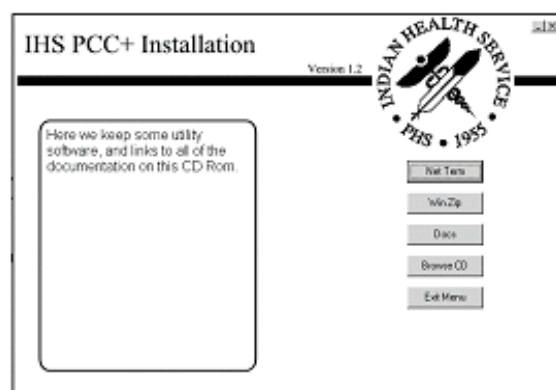 IHS PCC+ Installation
Version 1.2
INDIAN HEALTH SERVICE
PHS • 1955
Here we keep some utility
software, and links to all of the
documentation on this CD Rom.
Net Term
Win Zip
Docs
Browse CD
Exit Menu